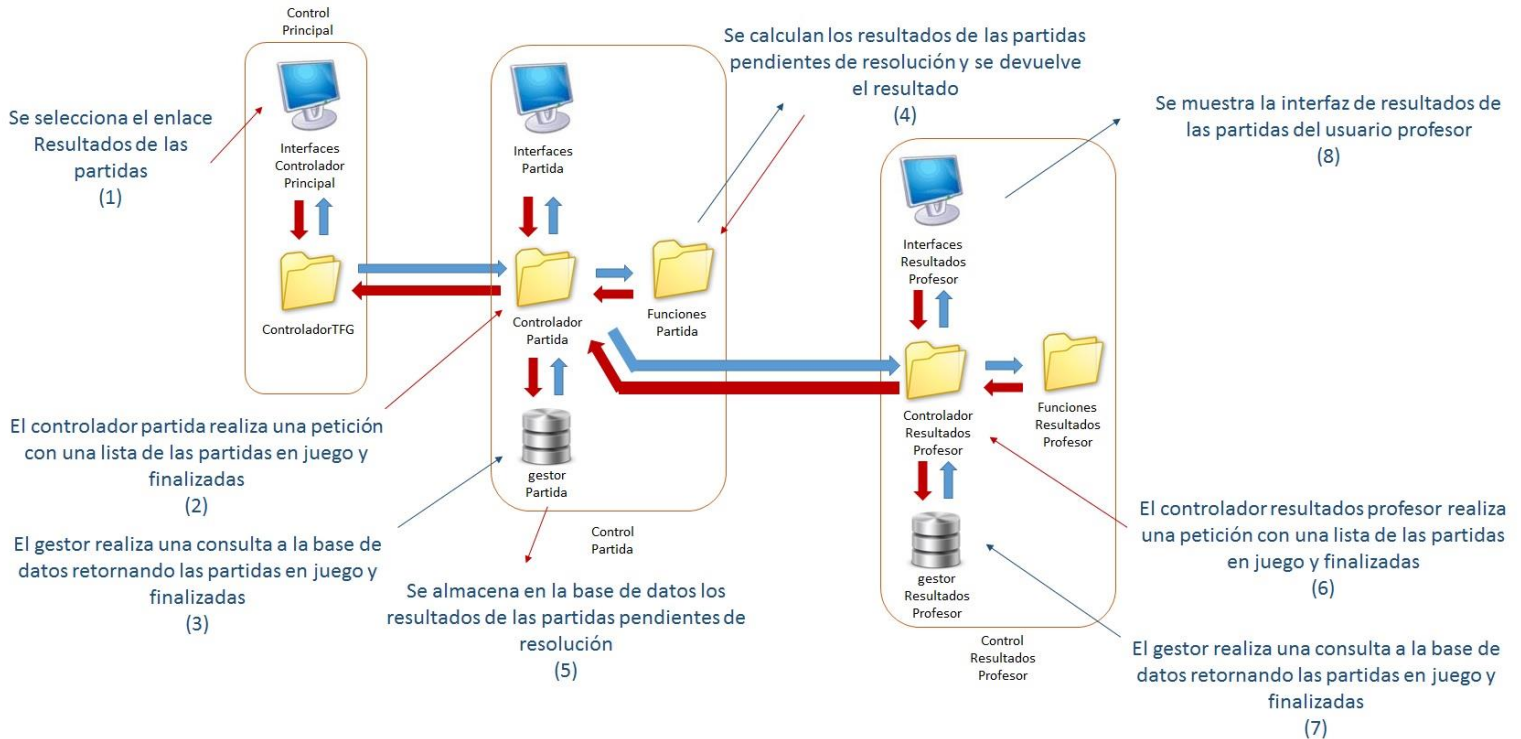 Control
Principal
Se selecciona el enlace
Resultados de las
partidas
(1)
Interfaces
Controlador
Principal
ControladorTFG
El controlador partida realiza una petición
con una lista de las partidas en juego y
finalizadas
(2)
El gestor realiza una consulta a la base de
datos retornando las partidas en juego y
finalizadas
(3)
Interfaces
Partida
Controlador
Partida
Funciones
Partida
gestor
Partida
Control
Partida
Se calculan los resultados de las partidas
pendientes de resolución y se devuelve
el resultado
(4)
Se almacena en la base de datos los
resultados de las partidas pendientes de
resolución
(5)
Interfaces
Resultados
Profesor
Controlador
Resultados
Profesor
Funciones
Resultados
Profesor
gestor
Resultados
Profesor
Control
Resultados
Profesor
El controlador resultados profesor realiza
una petición con una lista de las partidas
en juego y finalizadas
(6)
El gestor realiza una consulta a la base de
datos retornando las partidas en juego y
finalizadas
(7)
Se muestra la interfaz de resultados de
las partidas del usuario profesor
(8)